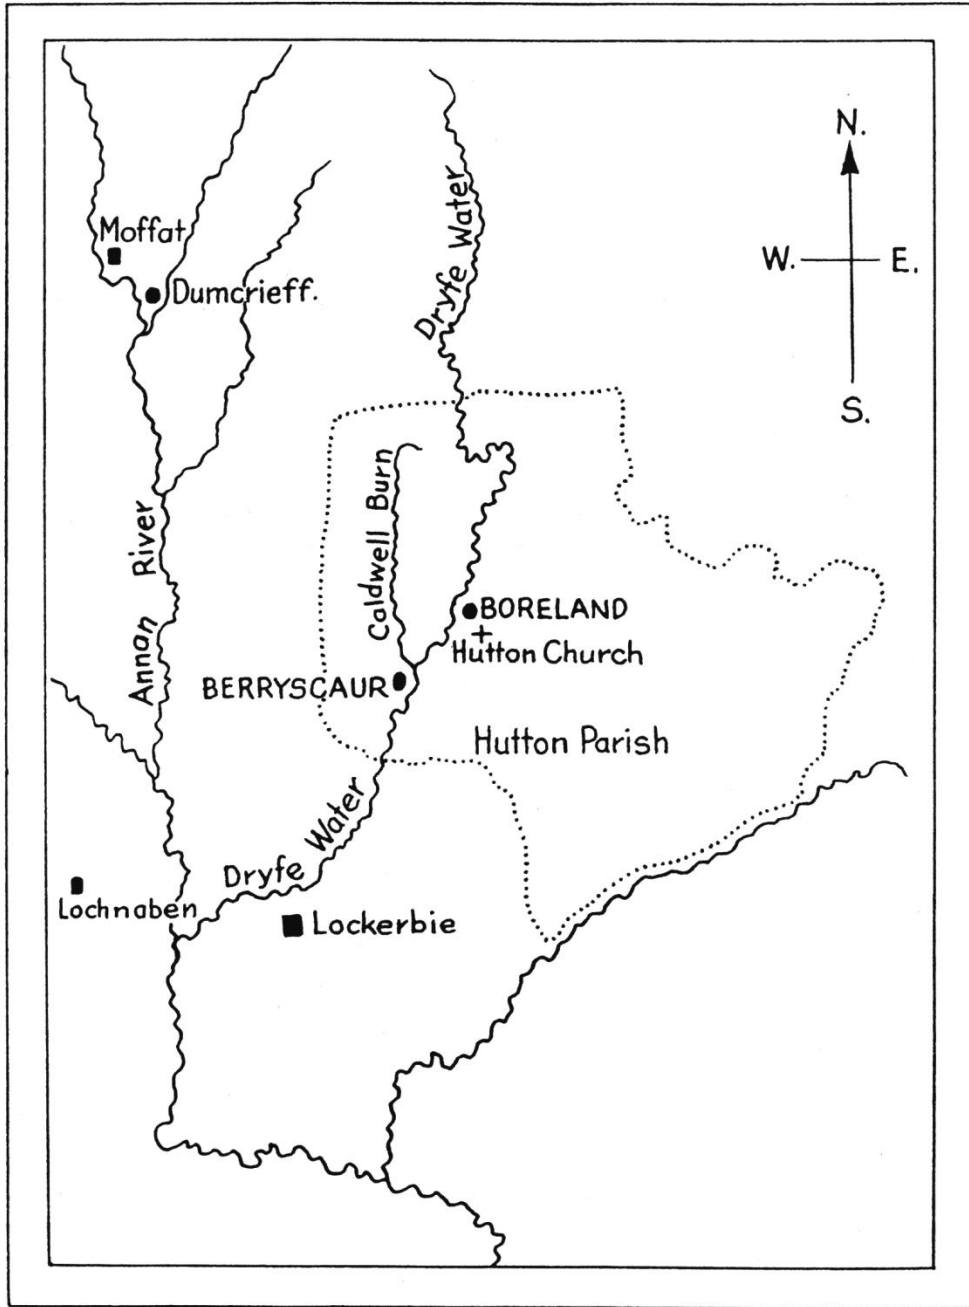 N.
Dryfe Water
Moffat
W.
E.
Dumcrieff.
S.
Caldwell Burn
Annan River
BORELAND
Hutton Church
BERRYSCAUR
Hutton Parish
Dryfe Water
Lochnaben
Lockerbie